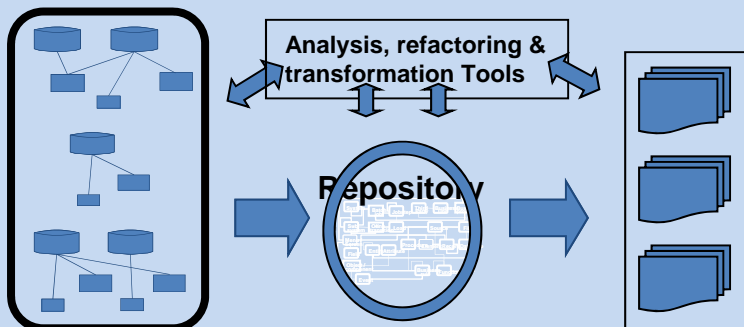 Analysis, refactoring &
transformation Tools
Repository